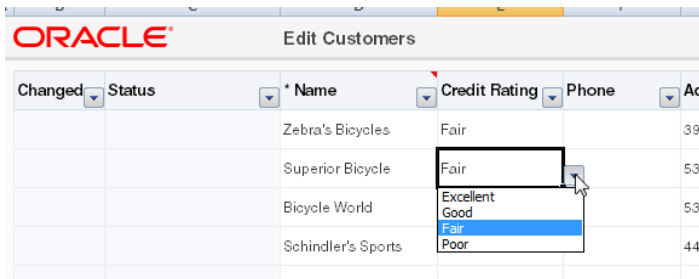 ORACLE Edit Customers
Changed Status * Name Credit Rating Phone
Zebra's Bicycles Fair 39
Superior Bicycle Fair 53
Excellent
Good
Bicycle World 53
Fair
Poor
Schindler's Sports 44